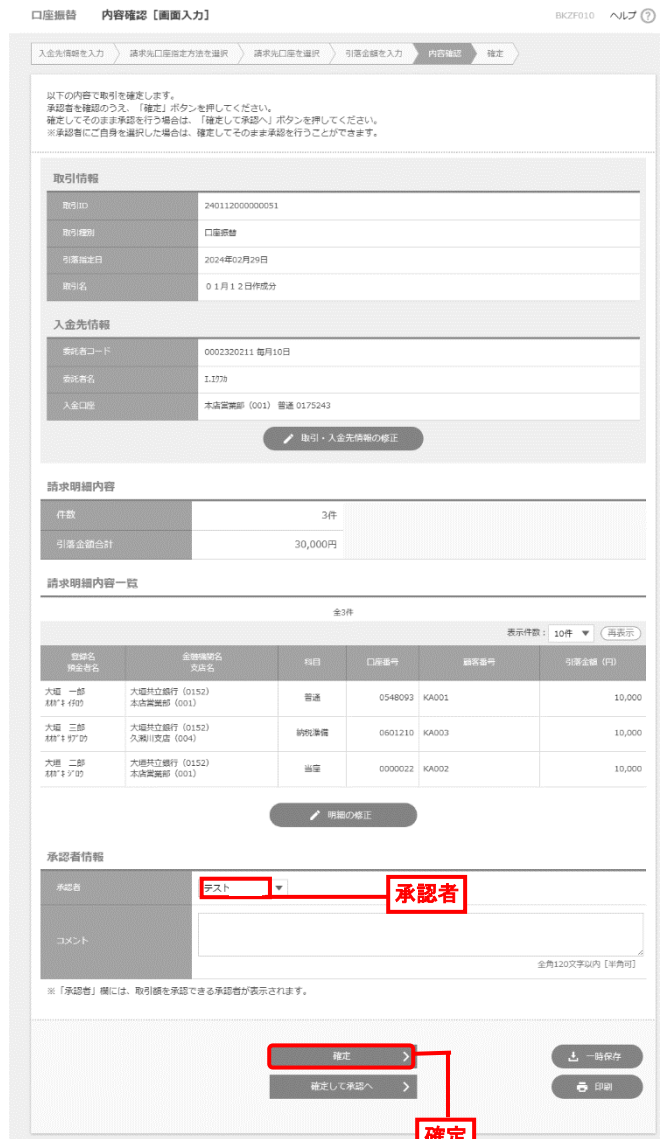 口座振替 内容確認［画面入力］ BKZF010 ヘルプ ?
入金先情報を入力 請求先口座指定方法を選択 請求先口座を選択 引落金額を入力 内容確認 確定
以下の内容で取引を確定します。
承認者を確認のうえ、「確定」ボタンを押してください。
確定してそのまま承認を行う場合は、「確定して承認へ」ボタンを押してください。
※承認者にご自身を選択した場合は、確定してそのまま承認を行うことができます。
取引情報
取引ID 240112000000051
取引種別 口座振替
引落指定日 2024年02月29日
取引名 ０１月１２日作成分
入金先情報
委託者コード 0002320211 毎月10日
委託者名
入金口座 本店営業部（001） 普通 0175243
取引・入金先情報の修正
請求明細内容
件数 3件
引落金額合計 30,000円
請求明細内容一覧
全3件
表示件数： 10件 ▼ 再表示
登録名 金融機関名 科目 口座番号 顧客番号 引落金額（円）
預金者名 支店名
大垣 一郎 大垣共立銀行（0152） 普通 0548093 KA001 10,000
ｵｵｶﾞｷ ｲﾁﾛｳ 本店営業部（001）
大垣 三郎 大垣共立銀行（0152） 納税準備 0601210 KA003 10,000
ｵｵｶﾞｷ ｻﾌﾞﾛｳ 久瀬川支店（004）
大垣 二郎 大垣共立銀行（0152） 当座 0000022 KA002 10,000
ｵｵｶﾞｷ ｼﾞﾛｳ 本店営業部（001）
明細の修正
承認者情報
承認者 テスト ▼ 承認者
コメント
全角120文字以内［半角可］
※「承認者」欄には、取引額を承認できる承認者が表示されます。
確定 一時保存
確定して承認へ 印刷
確定